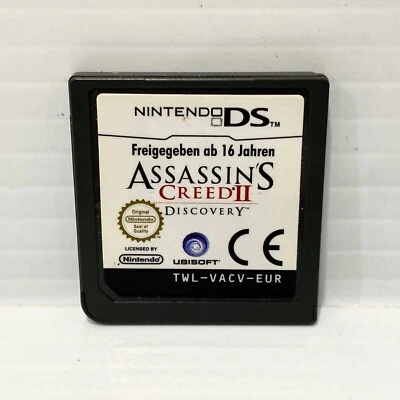 NINTENDO DS™
Freigegeben ab 16 Jahren
ASSASSIN'S
CREED II
DISCOVERY™
Original
Nintendo
Seal of
Quality
LICENSED BY
Nintendo
UBISOFT
CE
TWL-VACV-EUR